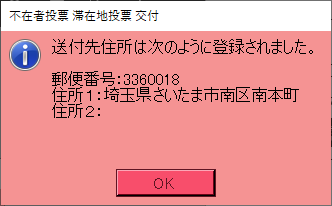 不在者投票 滞在地投票 交付
送付先住所は次のように登録されました。
郵便番号:3360018
住所1:埼玉県さいたま市南区南本町
住所2:
OK